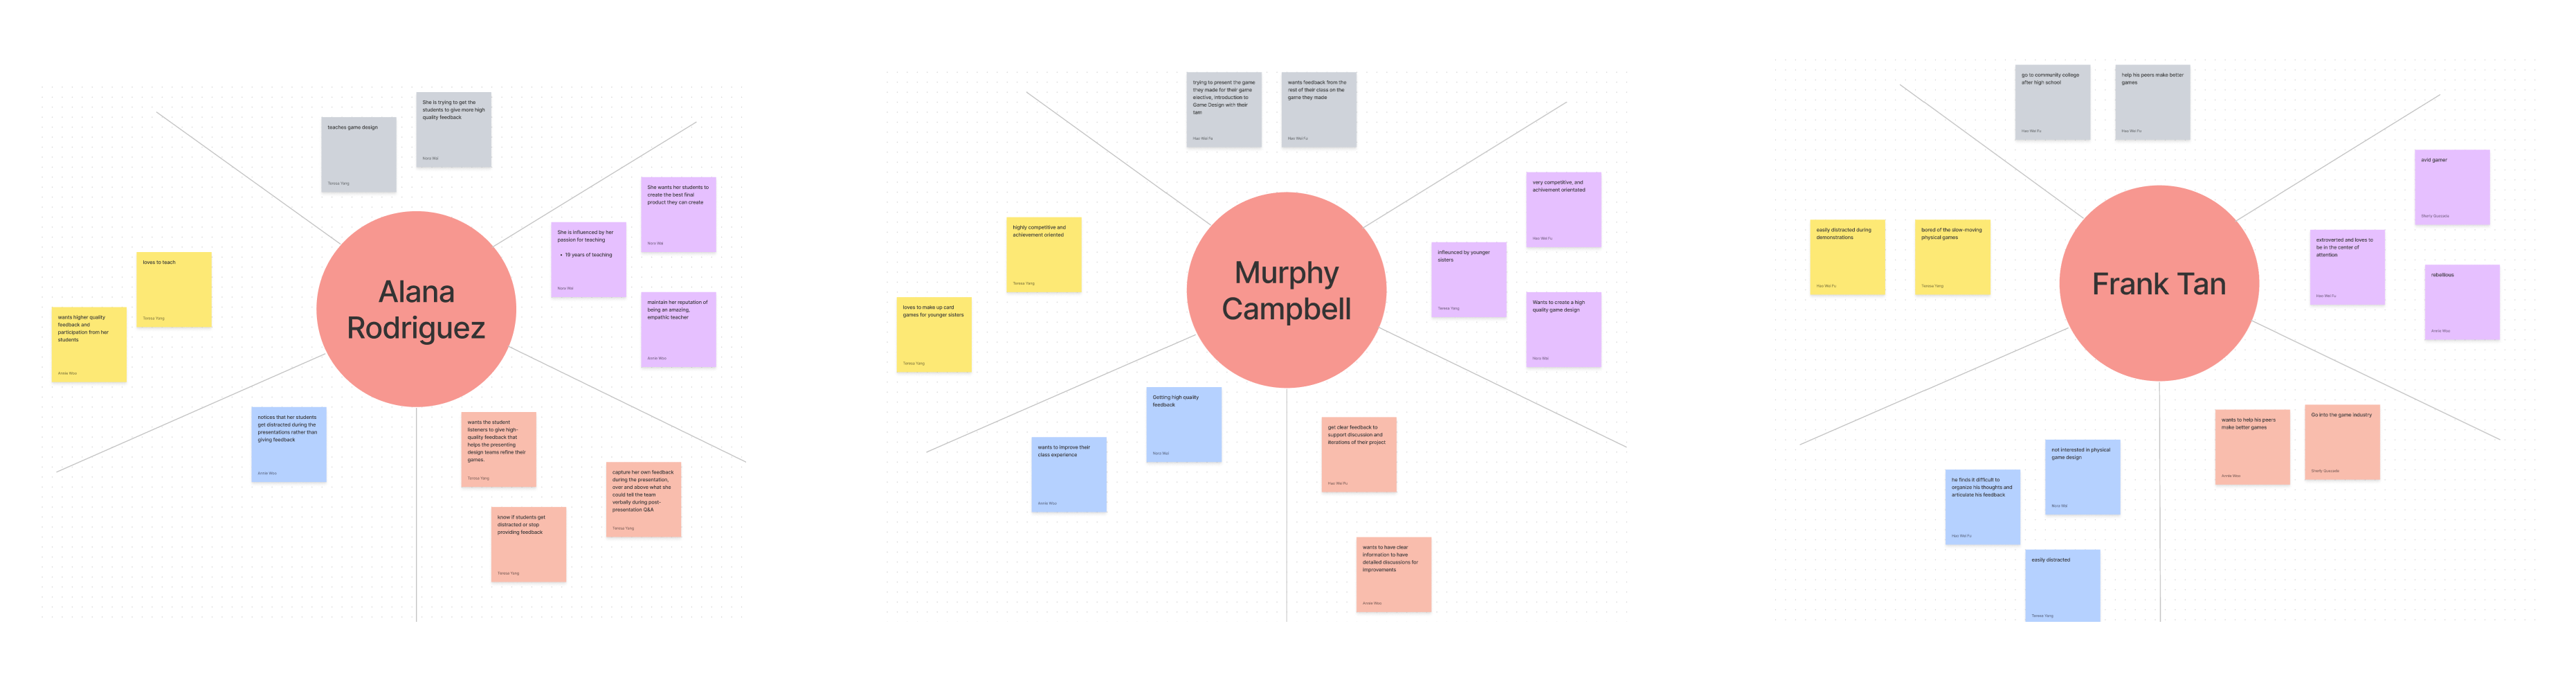 She is trying to get the
students to give more high
quality feedback
Nora Wai
teaches game design
Teresa Yang
She wants her students to
create the best final
product they can create
Nora Wai
She is influenced by her
passion for teaching
• 19 years of teaching
Nora Wai
maintain her reputation of
being an amazing,
empathic teacher
Annie Woo
loves to teach
Teresa Yang
wants higher quality
feedback and
participation from her
students
Annie Woo
Alana
Rodriguez
notices that her students
get distracted during the
presentations rather than
giving feedback
Annie Woo
wants the student
listeners to give high-
quality feedback that
helps the presenting
design teams refine their
games.
Teresa Yang
capture her own feedback
during the presentation,
over and above what she
could tell the team
verbally during post-
presentation Q&A
Teresa Yang
know if students get
distracted or stop
providing feedback
Teresa Yang
trying to present the game
they made for their game
elective, Introduction to
Game Design with their
tam
Hao Wei Fu
wants feedback from the
rest of their class on the
game they made
Hao Wei Fu
very competitive, and
achivement orientated
Hao Wei Fu
highly competitive and
achievement oriented
Teresa Yang
influenced by younger
sisters
Teresa Yang
Wants to create a high
quality game design
Nora Wai
loves to make up card
games for younger sisters
Teresa Yang
Murphy
Campbell
Getting high quality
feedback
Nora Wai
wants to improve their
class experience
Annie Woo
get clear feedback to
support discussion and
iterations of their project
Hao Wei Fu
wants to have clear
information to have
detailed discussions for
improvements
Annie Woo
go to community college
after high school
Hao Wei Fu
help his peers make better
games
Hao Wei Fu
avid gamer
easily distracted during
demonstrations
Hao Wei Fu
bored of the slow-moving
physical games
Teresa Yang
extroverted and loves to
be in the center of
attention
Hao Wei Fu
rebellious
Annie Woo
Frank Tan
wants to help his peers
make better games
Annie Woo
Go into the game industry
not interested in physical
game design
Nora Wai
he finds it difficult to
organize his thoughts and
articulate his feedback
Hao Wei Fu
easily distracted
Teresa Yang